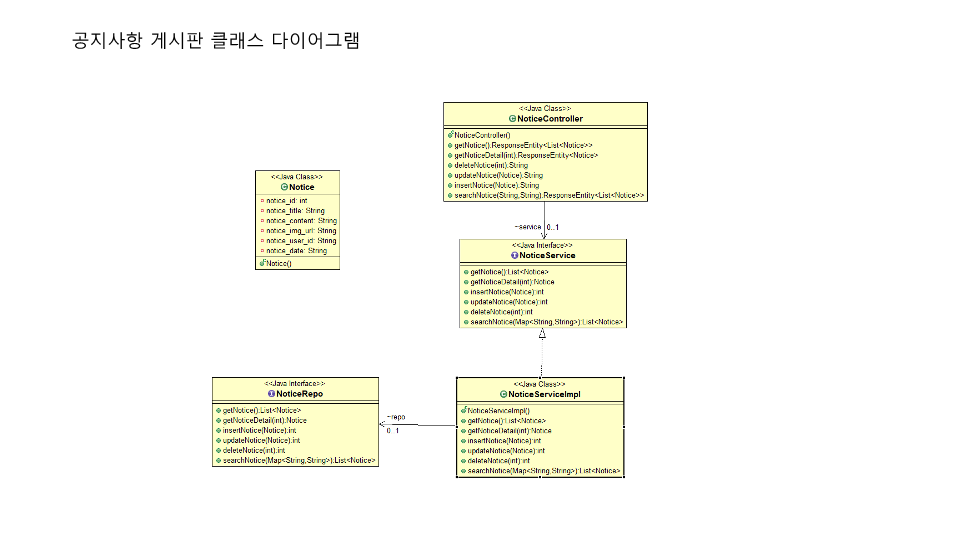 공지사항 게시판 클래스 다이어그램
<<Java Class>>
NoticeController
NoticeController()
getNotice():ResponseEntity<List<Notice>>
getNoticeDetail(int):ResponseEntity<Notice>
deleteNotice(int):String
updateNotice(Notice):String
insertNotice(Notice):String
searchNotice(String,String):ResponseEntity<List<Notice>>
<<Java Class>>
Notice
notice_id: int
notice_title: String
notice_content: String
notice_img_url: String
notice_user_id: String
notice_date: String
Notice()
~service 0..1
<<Java Interface>>
NoticeService
getNotice():List<Notice>
getNoticeDetail(int):Notice
insertNotice(Notice):int
updateNotice(Notice):int
deleteNotice(int):int
searchNotice(Map<String,String>):List<Notice>
<<Java Interface>>
NoticeRepo
getNotice():List<Notice>
getNoticeDetail(int):Notice
insertNotice(Notice):int
updateNotice(Notice):int
deleteNotice(int):int
searchNotice(Map<String,String>):List<Notice>
~repo
0..1
<<Java Class>>
NoticeServiceImpl
NoticeServiceImpl()
getNotice():List<Notice>
getNoticeDetail(int):Notice
insertNotice(Notice):int
updateNotice(Notice):int
deleteNotice(int):int
searchNotice(Map<String,String>):List<Notice>